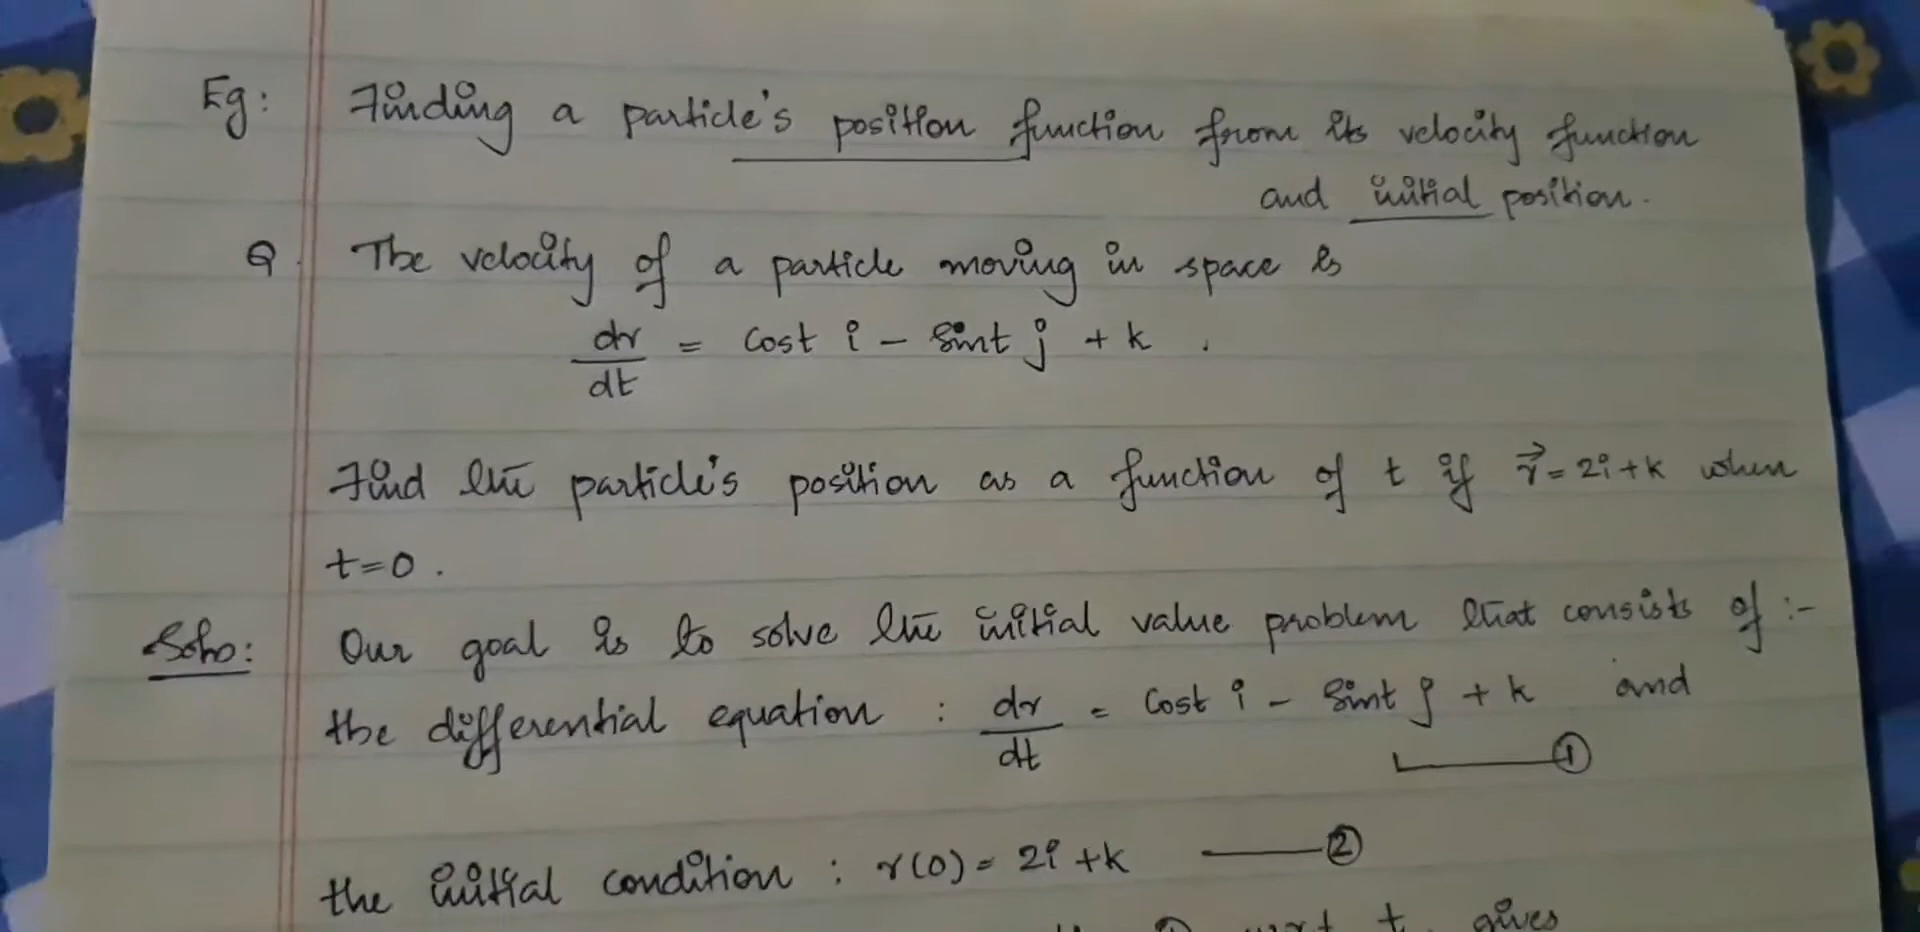 Eg: Finding a particle's position function from its velocity function
and initial position.
Q. The velocity of a particle moving in space is
dr/dt = cost i - sint j + k .
Find the particle's position as a function of t if r⃗ = 2i + k when
t=0.
Soln: Our goal is to solve the initial value problem that consists of :-
the differential equation : dr/dt = cost i - sint j + k and
①
the initial condition : r(0) = 2i + k ②
① w.r.t t, gives